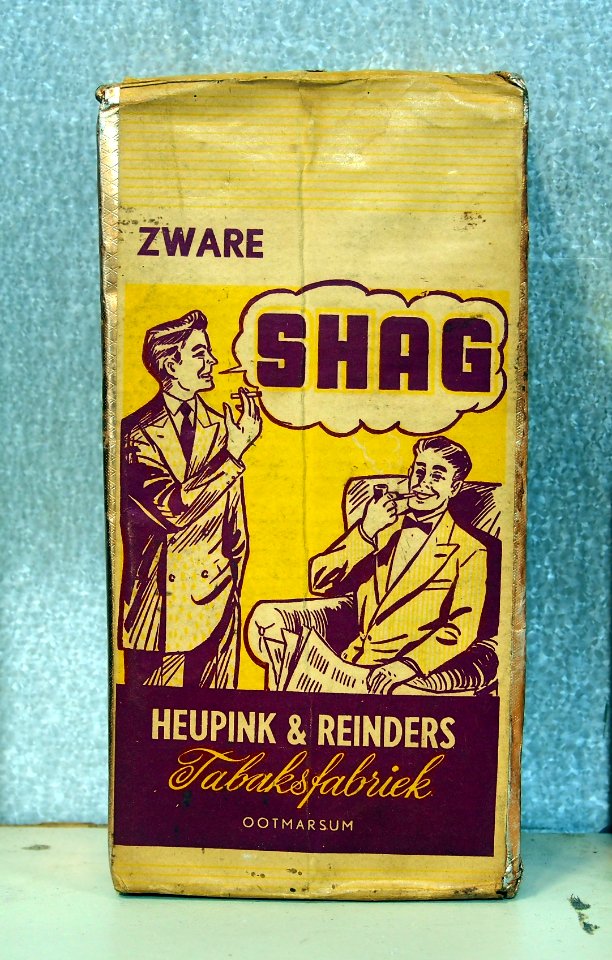 ZWARE
SHAG
HEUPINK & REINDERS
Tabaksfabriek
OOTMARSUM